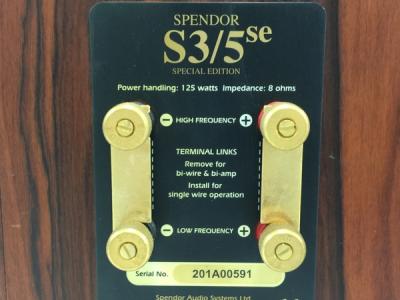 SPENDOR
S3/5se
SPECIAL EDITION
Power handling: 125 watts Impedance: 8 ohms
− HIGH FREQUENCY +
TERMINAL LINKS
Remove for
bi-wire & bi-amp
Install for
single wire operation
− LOW FREQUENCY +
Serial No. 201A00591
Spendor Audio Systems Ltd